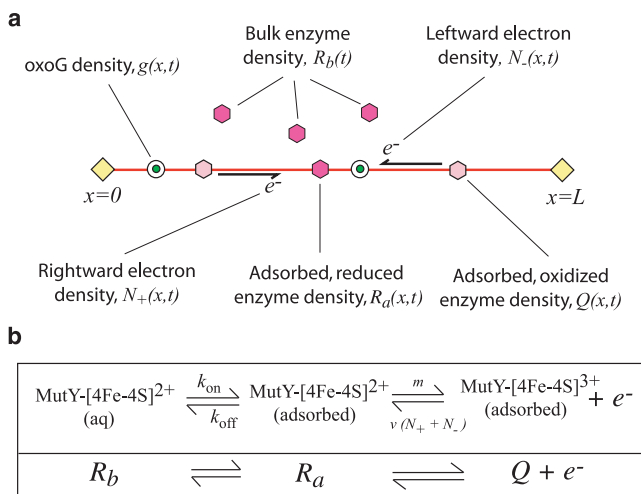 a
Bulk enzyme
density, R_b(t)
Leftward electron
density, N_-(x,t)
oxoG density, g(x,t)
e^-
e^-
x=0
x=L
Rightward electron
density, N_+(x,t)
Adsorbed, reduced
enzyme density, R_a(x,t)
Adsorbed, oxidized
enzyme density, Q(x,t)
b
MutY-[4Fe-4S]^2+ k_on MutY-[4Fe-4S]^2+ m MutY-[4Fe-4S]^3+ + e^-
(aq) k_off (adsorbed) v (N_+ + N_-) (adsorbed)
R_b ⇌ R_a ⇌ Q + e^-